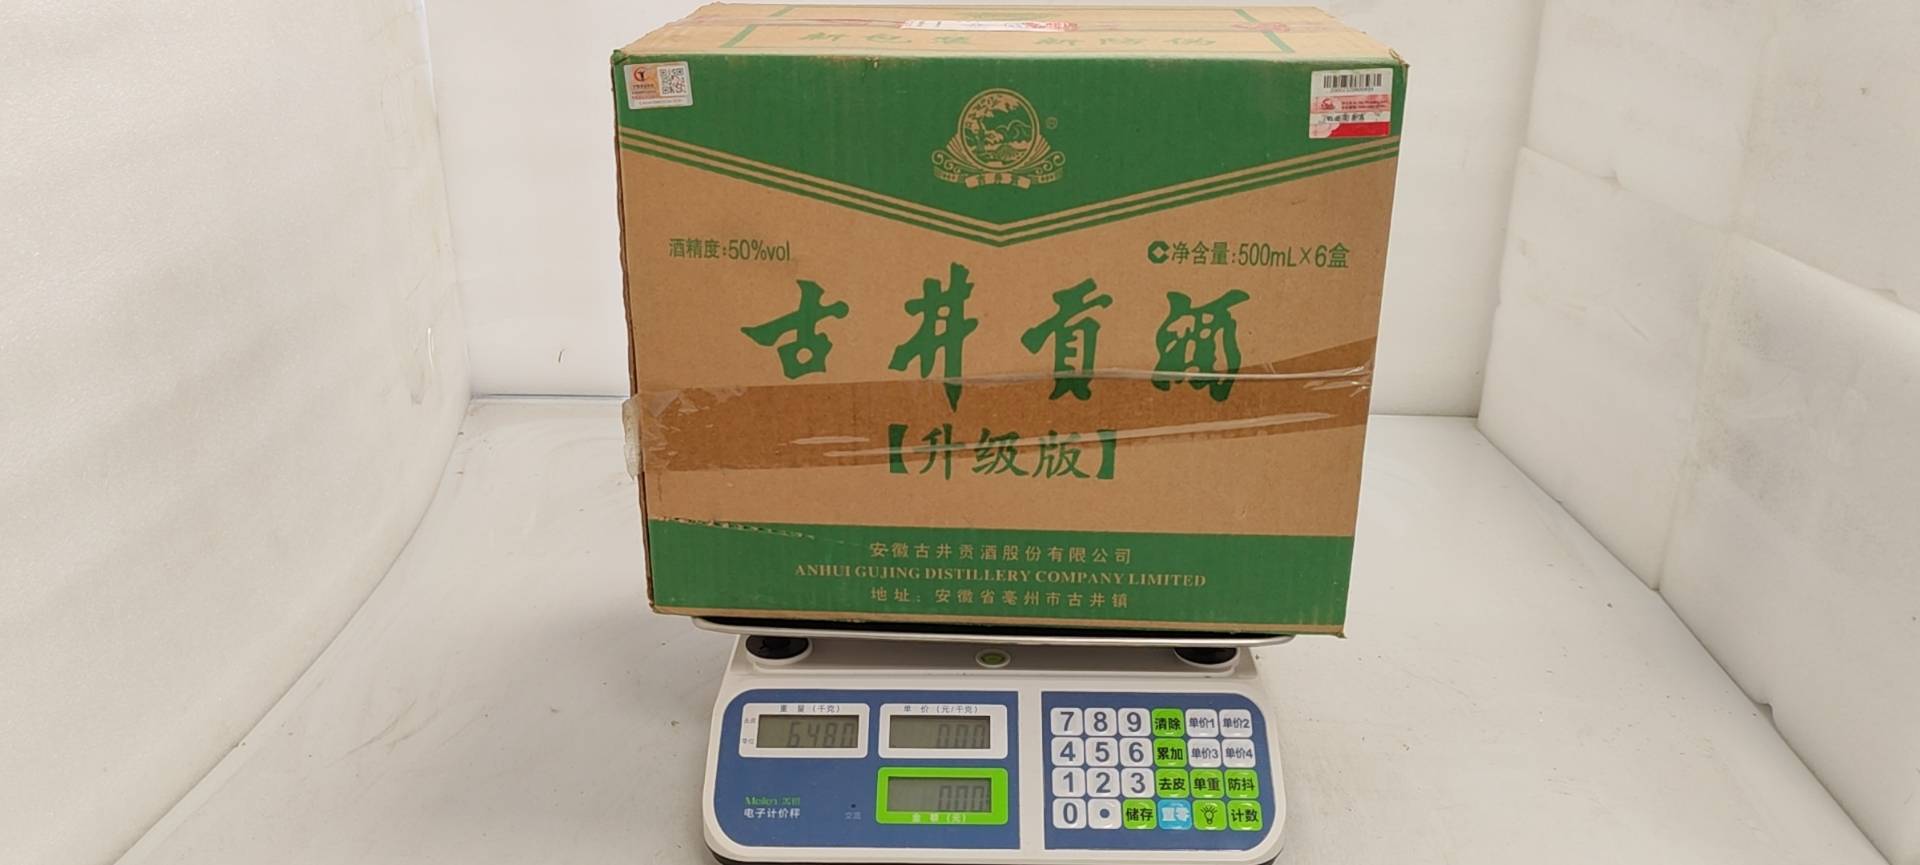 新包装 新防伪
酒精度:50%vol
净含量:500mL×6盒
古井贡酒
【升级版】
安徽古井贡酒股份有限公司
ANHUI GUJING DISTILLERY COMPANY LIMITED
地址:安徽省亳州市古井镇
重量(千克) 单价(元/千克)
6.480 0.00
0.00
金额(元)
Meilen
电子计价秤
交流
7 8 9 清除 单价1 单价2
4 5 6 累加 单价3 单价4
1 2 3 去皮 单重 防抖
0 • 储存 置零 计数